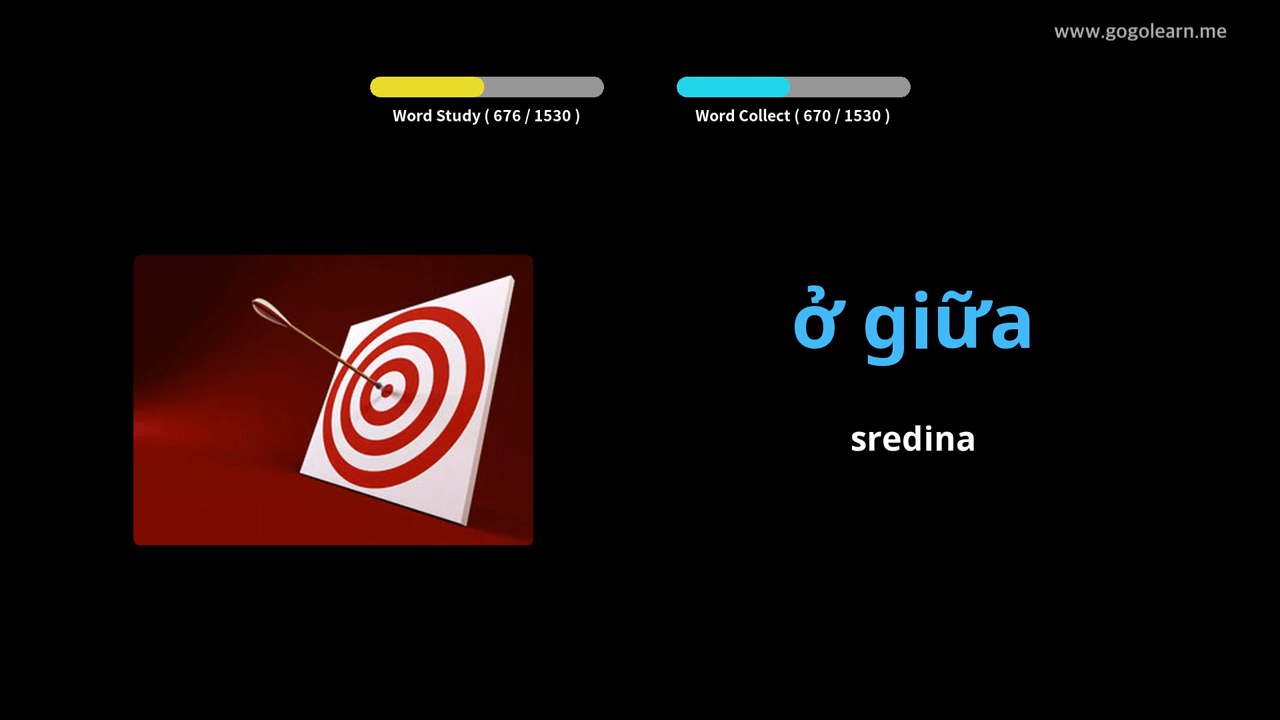 www.gogolearn.me
Word Study ( 676 / 1530 )
Word Collect ( 670 / 1530 )
ở giữa
sredina